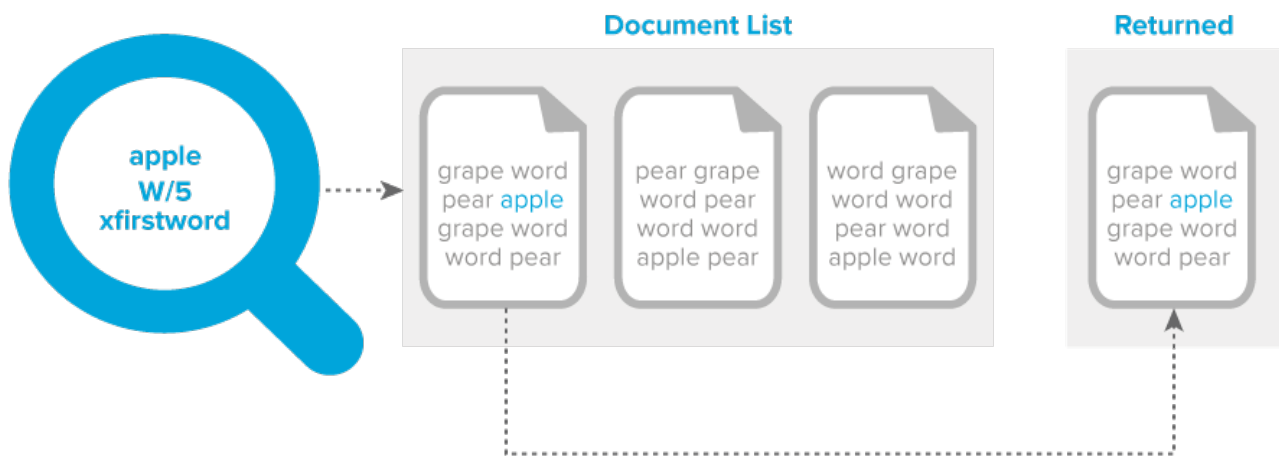 Document List
Returned
apple
W/5
xfirstword
grape word
pear apple
grape word
word pear
pear grape
word pear
word word
apple pear
word grape
word word
pear word
apple word
grape word
pear apple
grape word
word pear